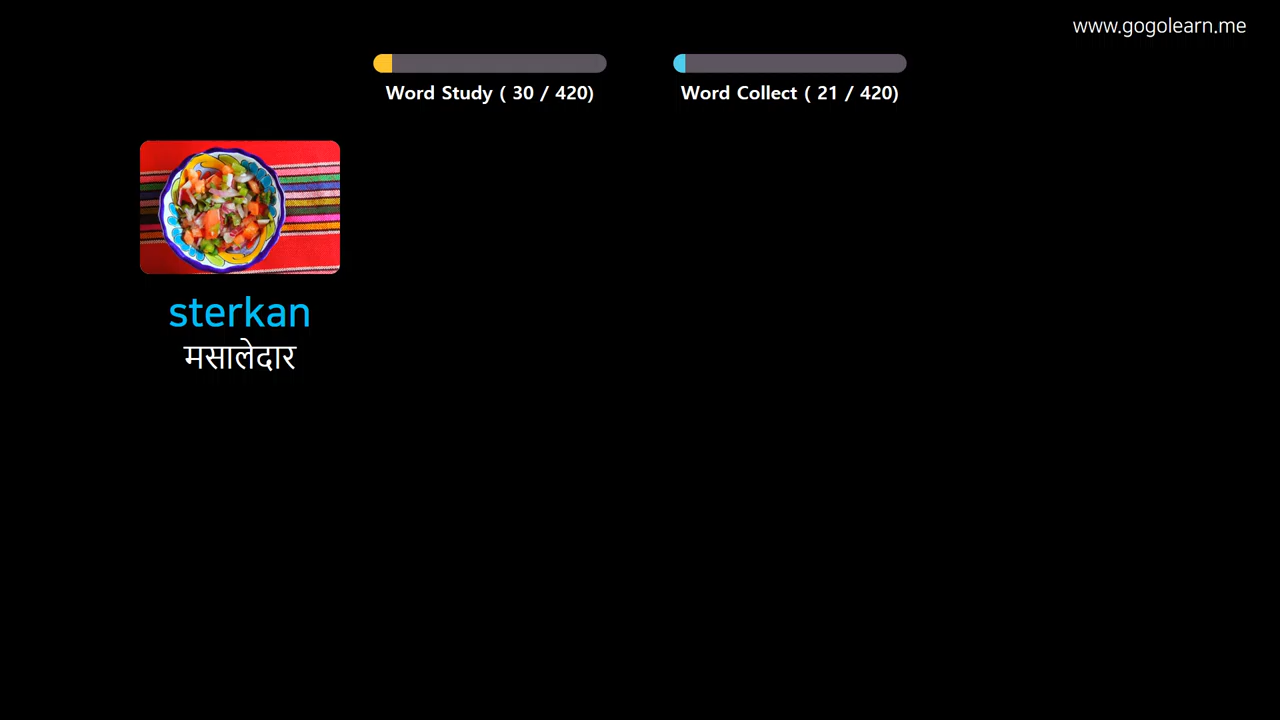 www.gogolearn.me
Word Study ( 30 / 420)
Word Collect ( 21 / 420)
sterkan
मसालेदार